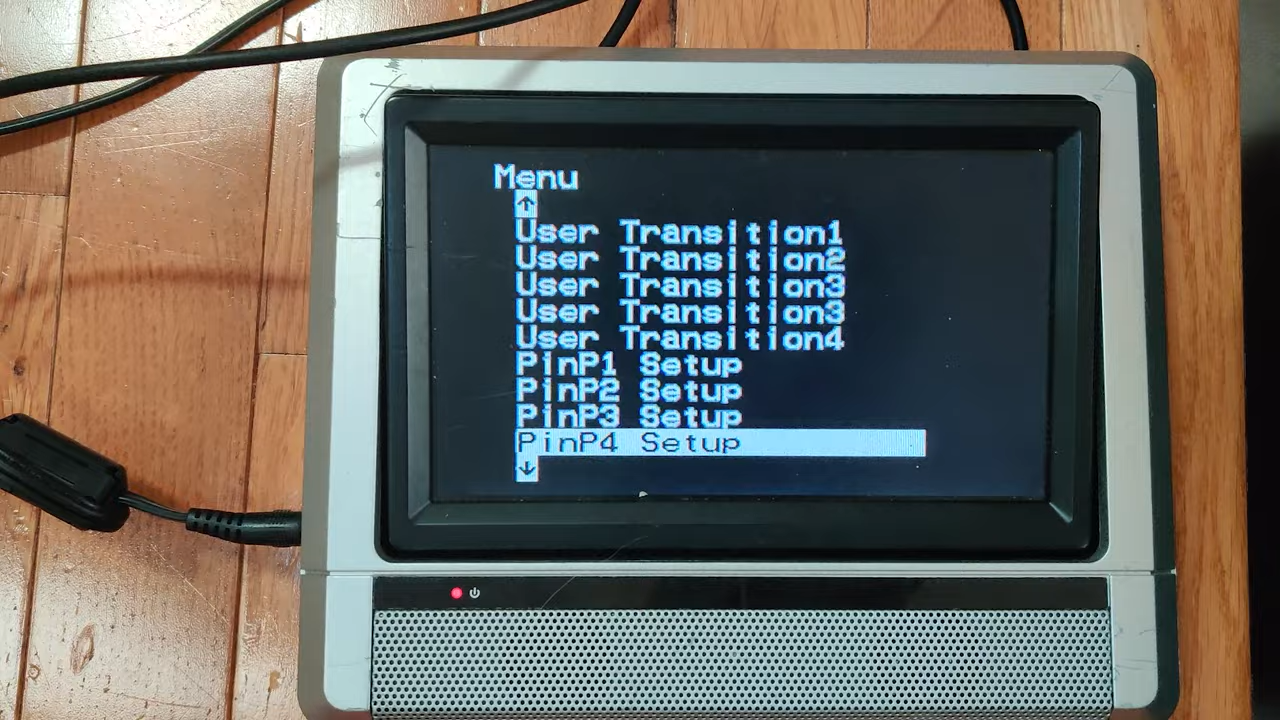 Menu
↑
User Transition1
User Transition2
User Transition3
User Transition3
User Transition4
PinP1 Setup
PinP2 Setup
PinP3 Setup
PinP4 Setup
↓